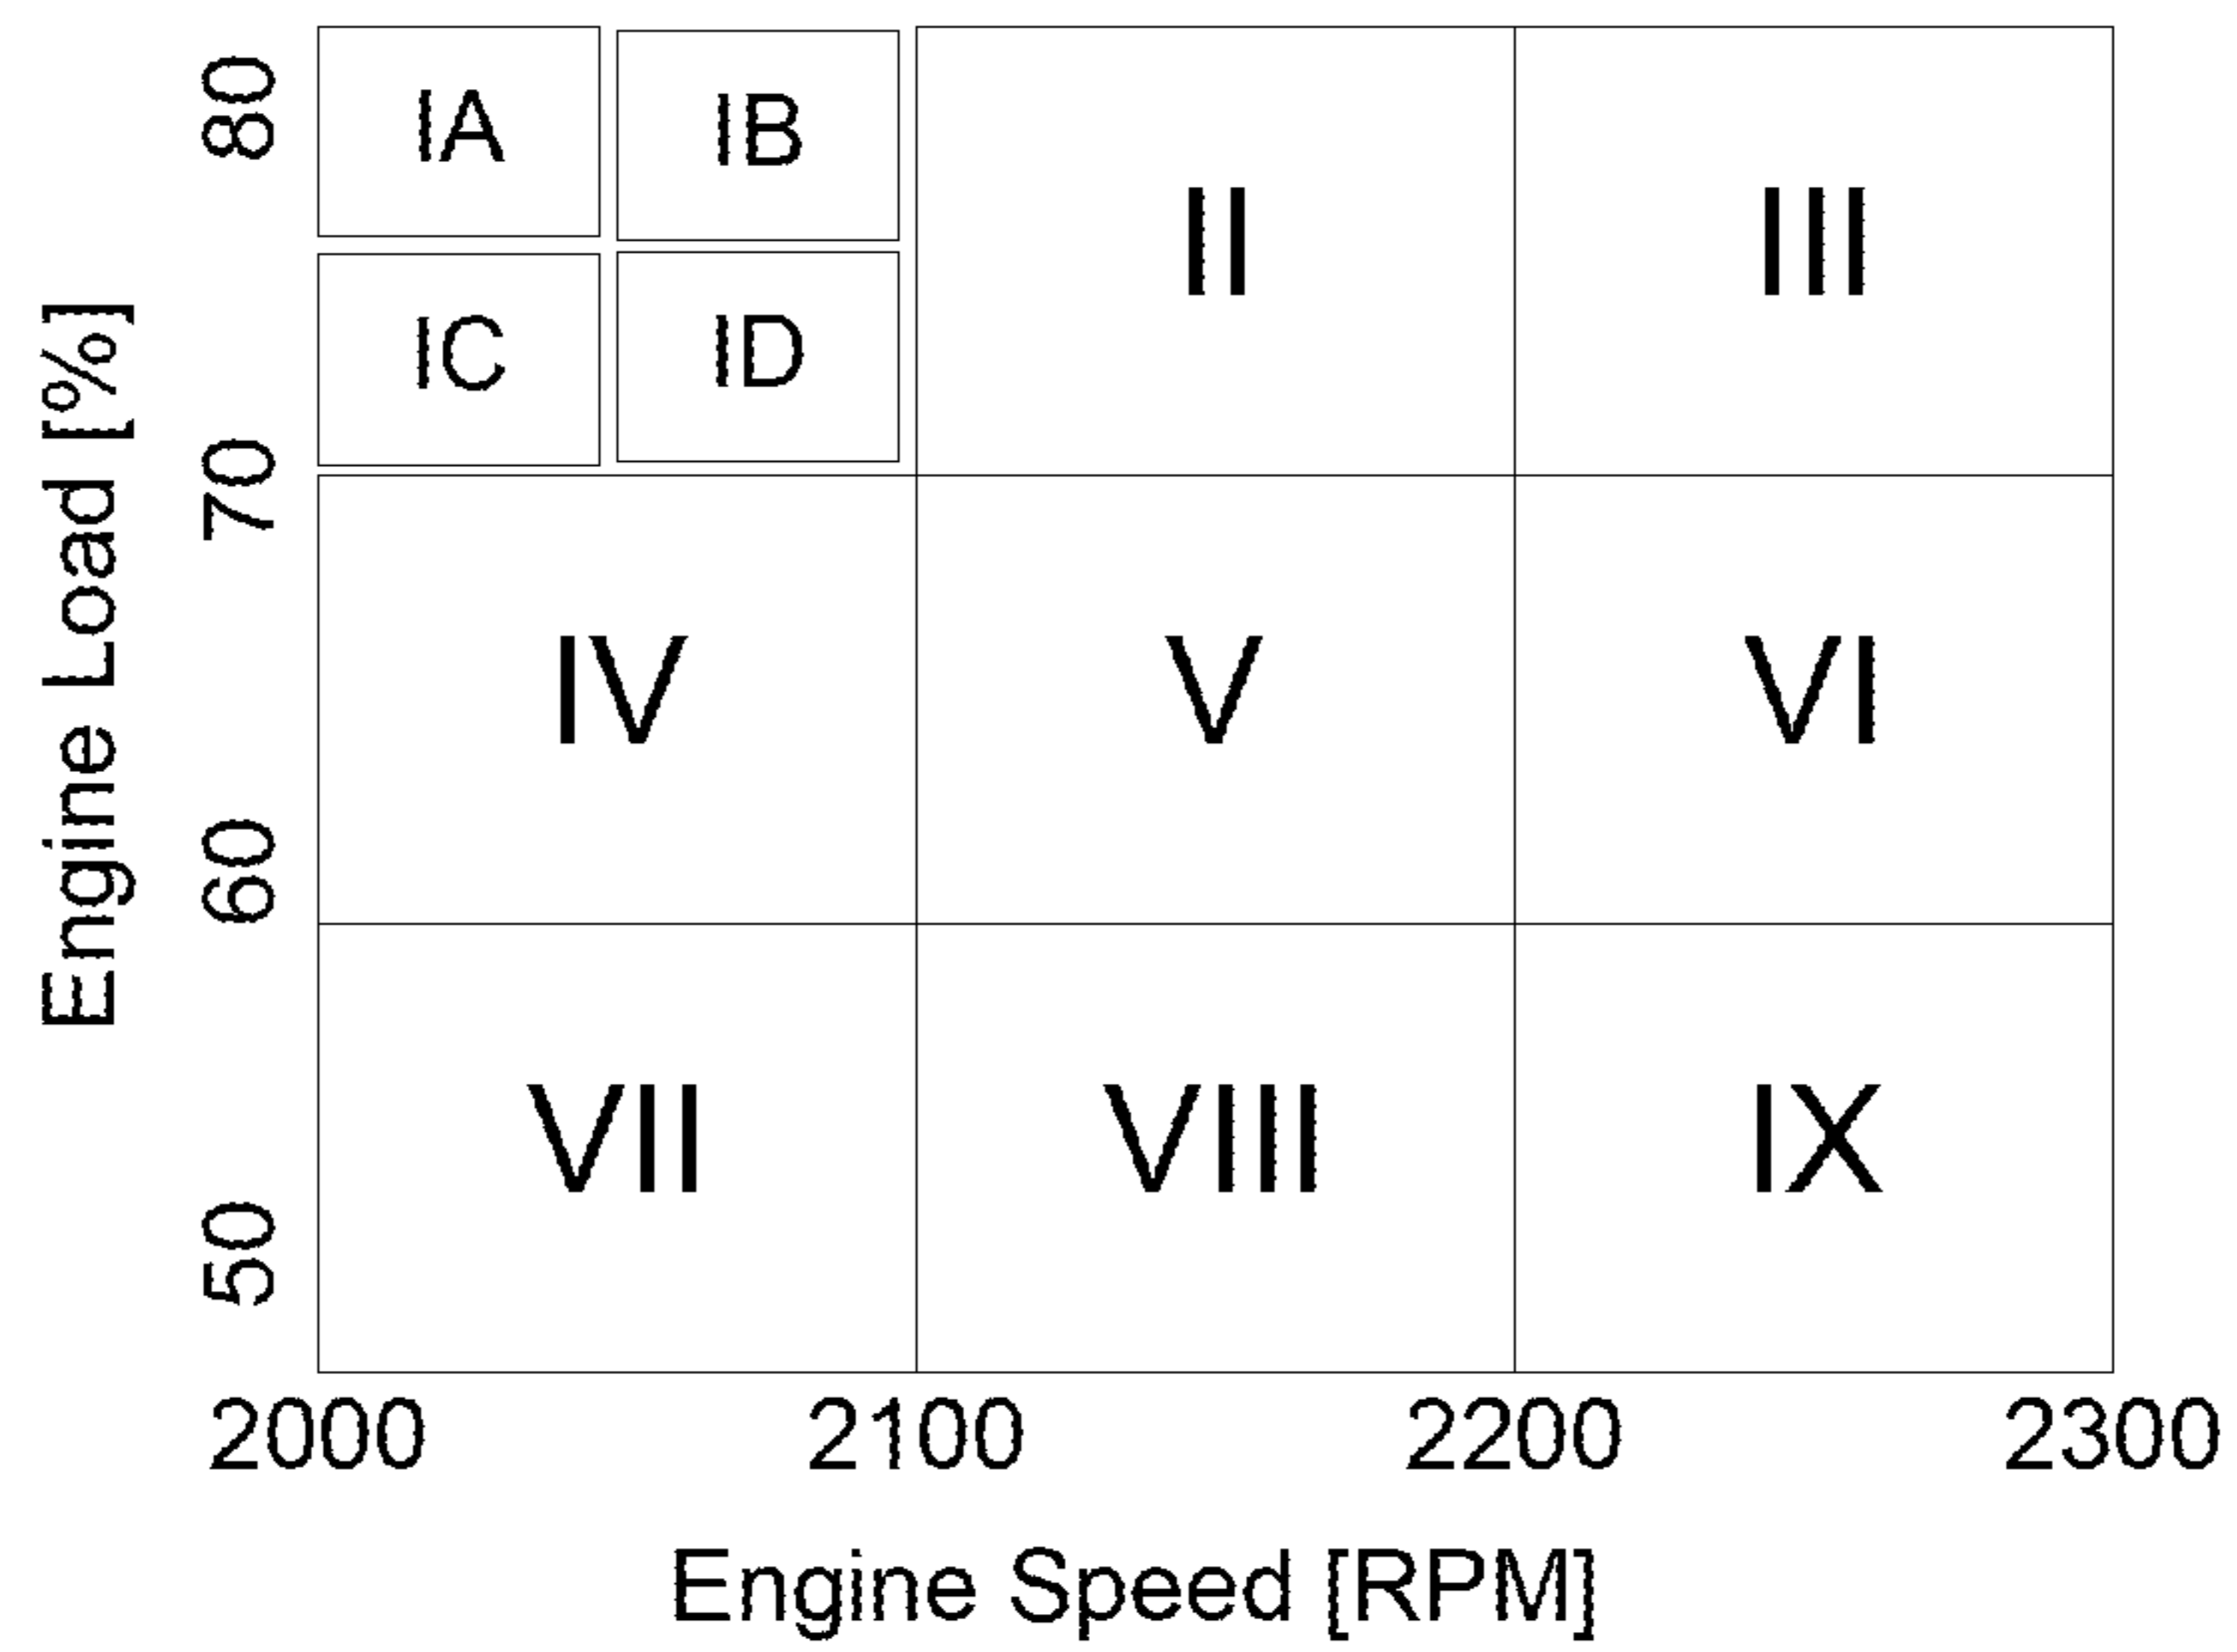 80
IA
IB
II
III
IC
ID
70
IV
V
VI
60
VII
VIII
IX
50
Engine Load [%]
2000 2100 2200 2300
Engine Speed [RPM]